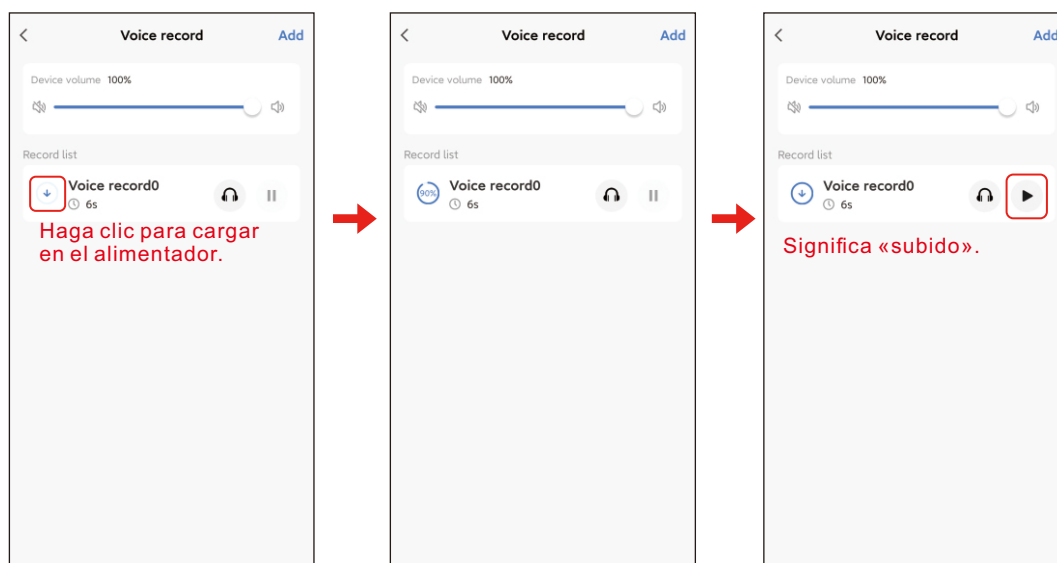 Voice record Add
Device volume 100%
Record list
Voice record0
6s
Haga clic para cargar
en el alimentador.
Voice record Add
Device volume 100%
Record list
90%
Voice record0
6s
Voice record Add
Device volume 100%
Record list
Voice record0
6s
Significa «subido».